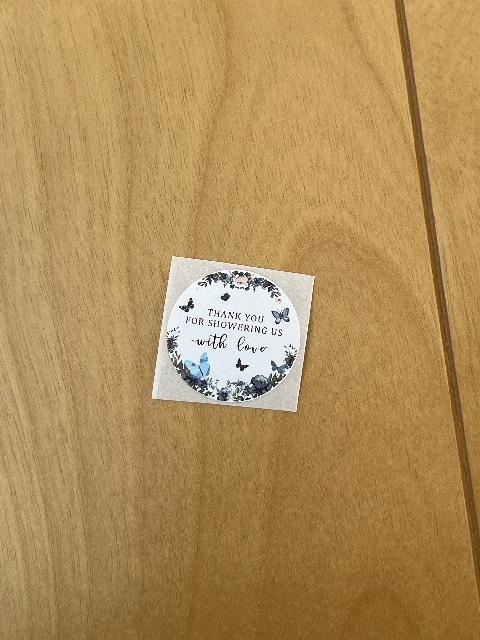 THANK YOU
FOR SHOWERING US
with love